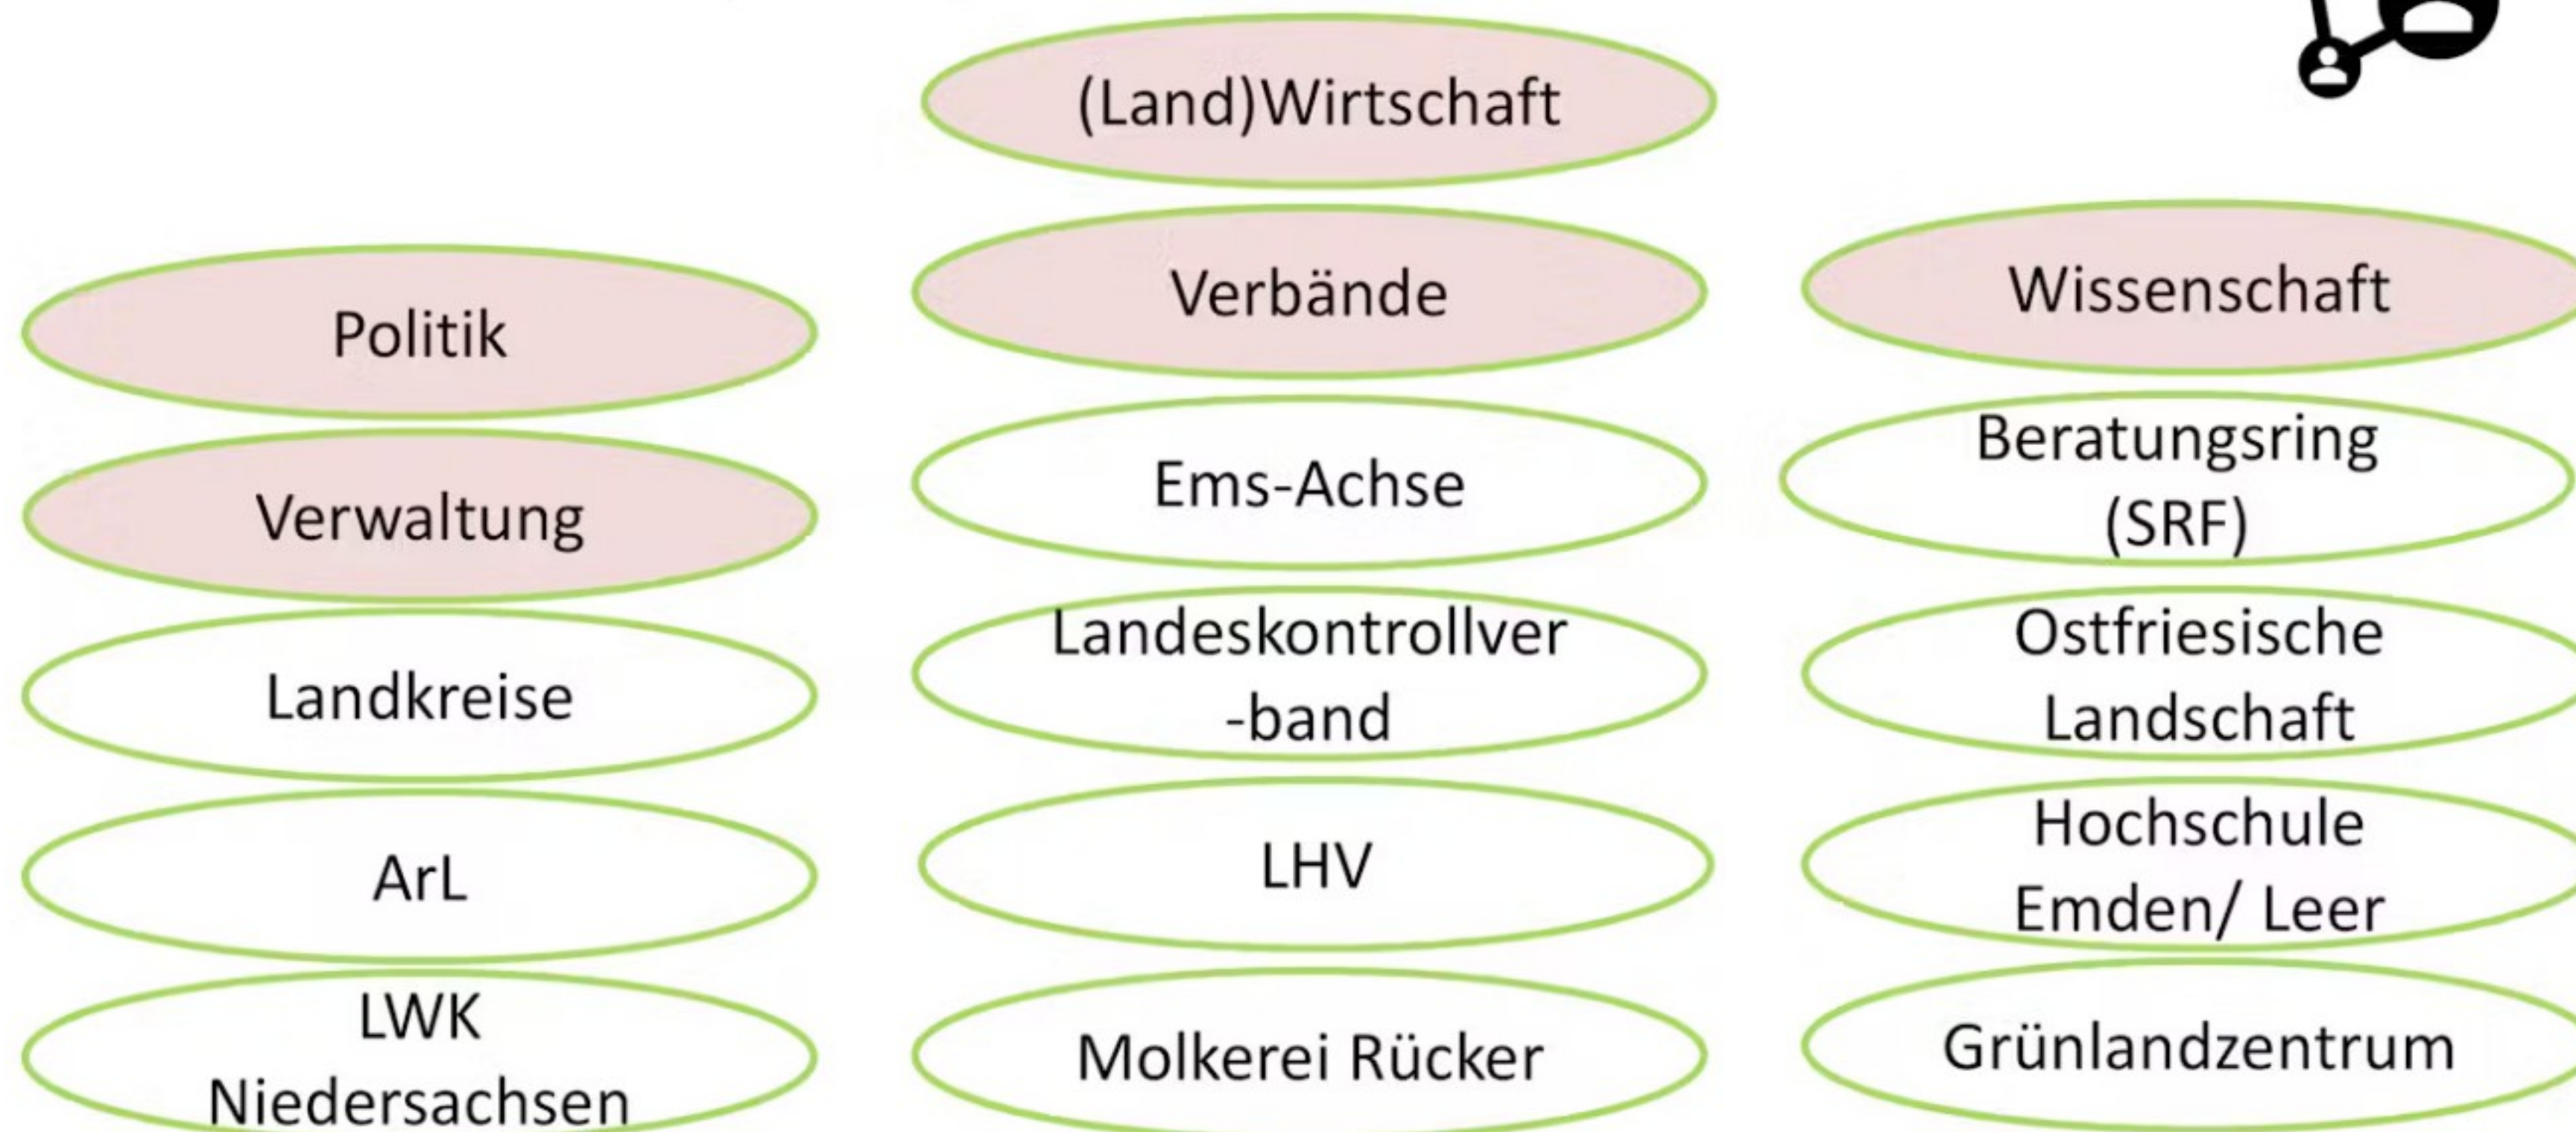 Politik
Verwaltung
Landkreise
ArL
LWK
Niedersachsen
(Land)Wirtschaft
Verbände
Ems-Achse
Landeskontrollver
-band
LHV
Molkerei Rücker
Wissenschaft
Beratungsring
(SRF)
Ostfriesische
Landschaft
Hochschule
Emden/ Leer
Grünlandzentrum